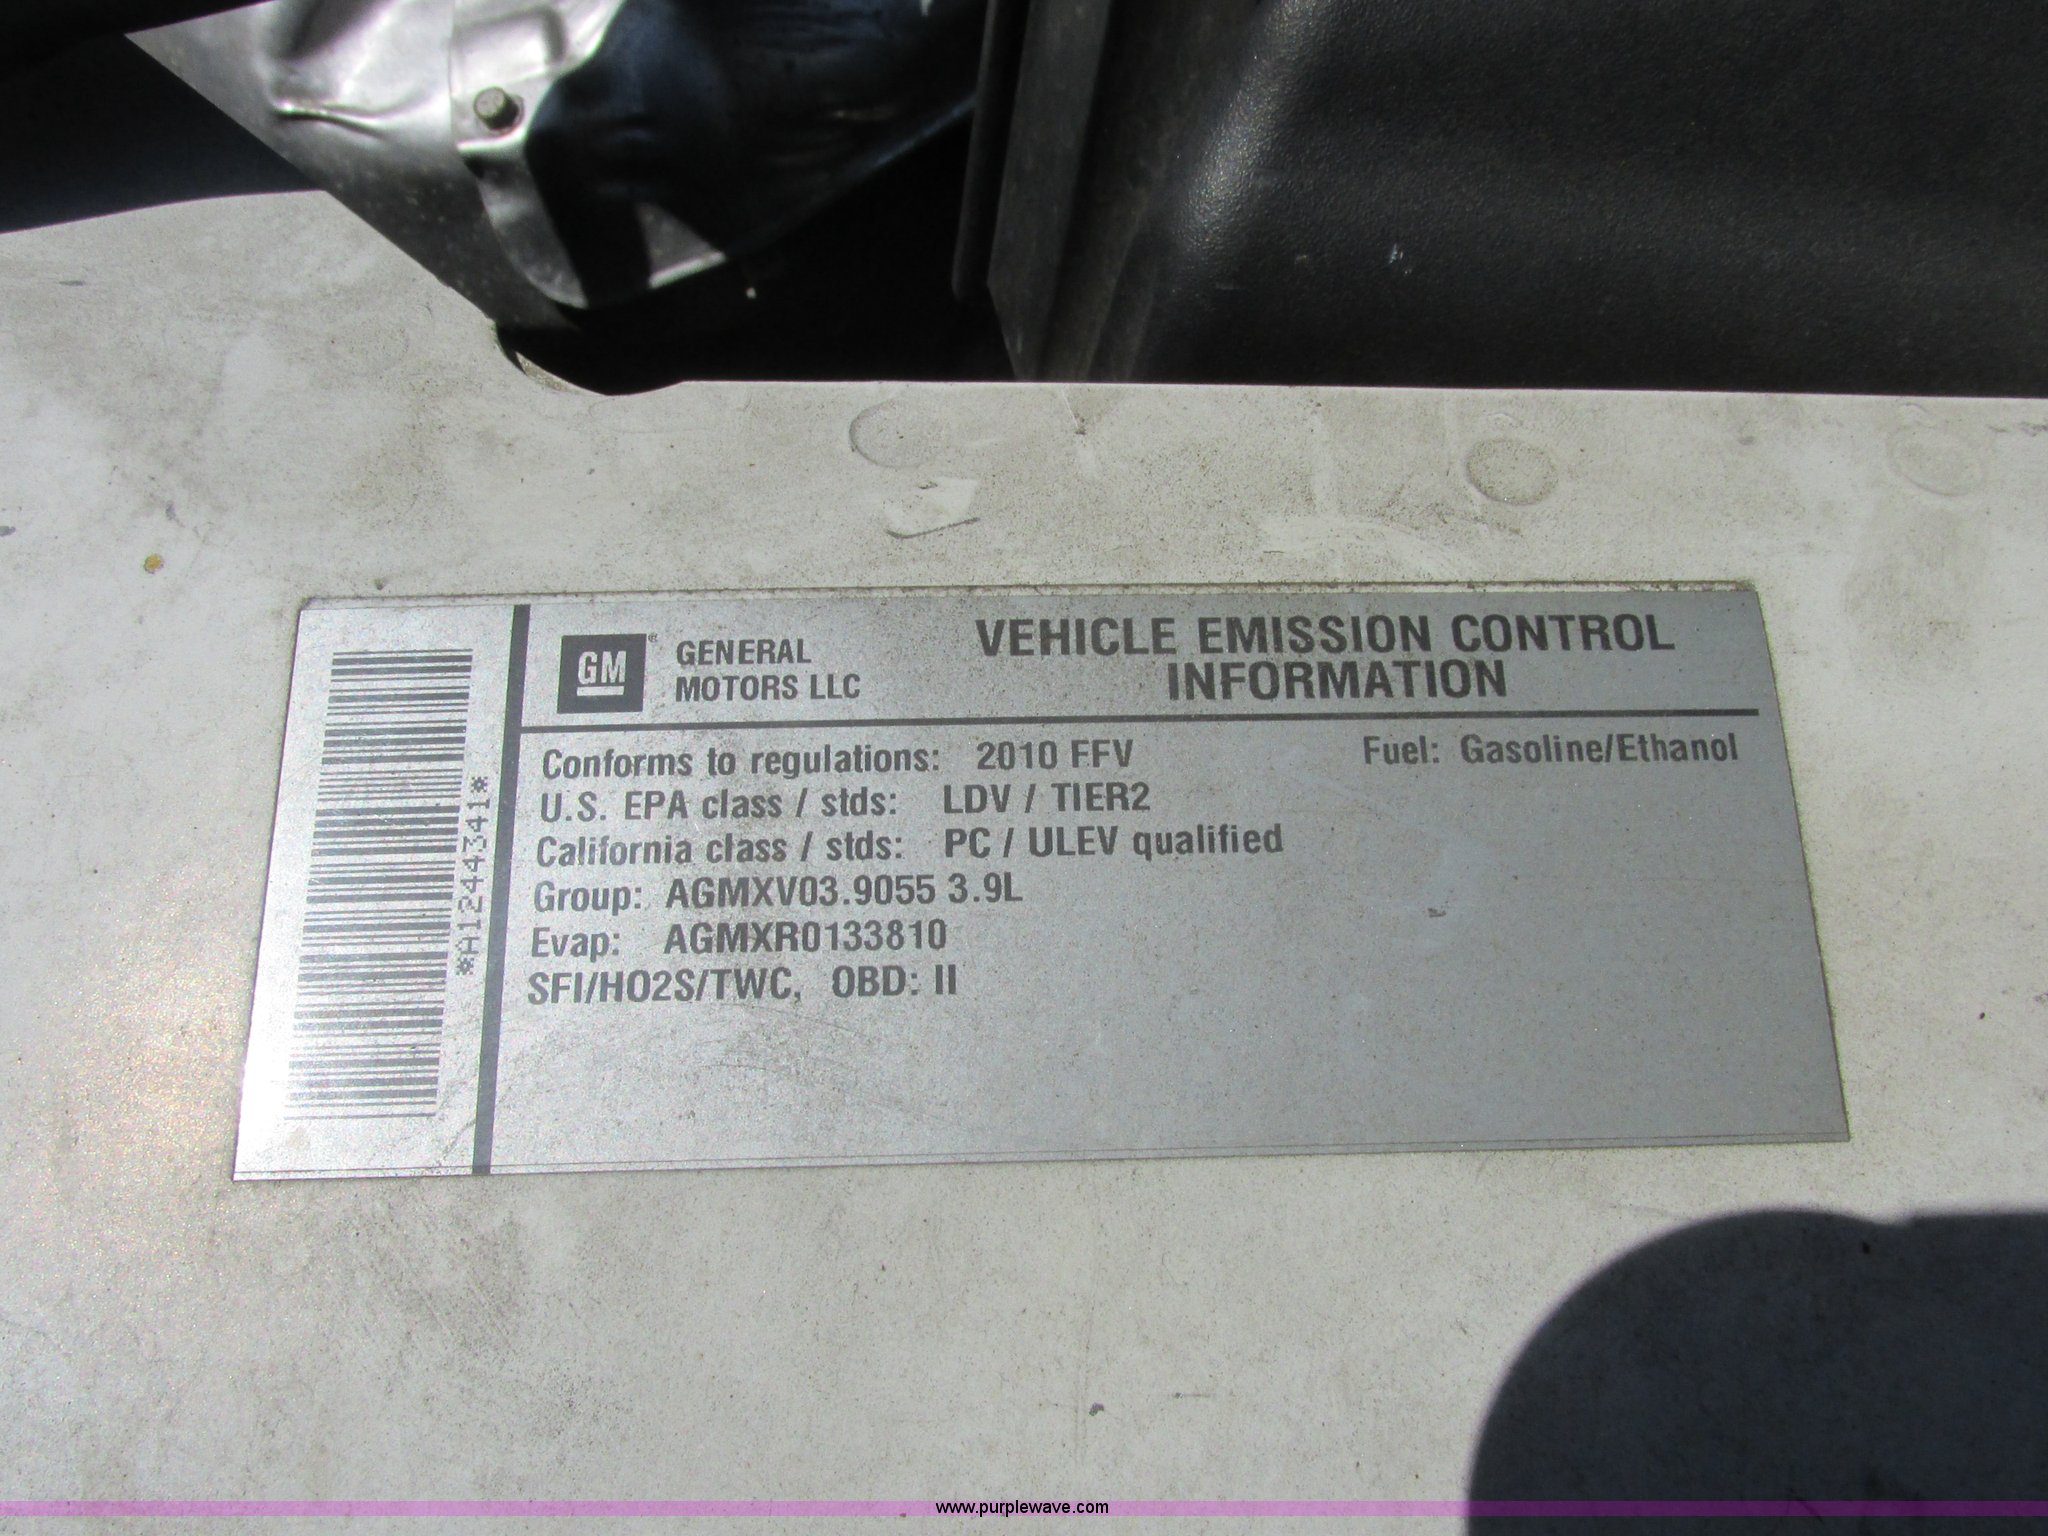 GM
GENERAL
MOTORS LLC
VEHICLE EMISSION CONTROL
INFORMATION
Conforms to regulations: 2010 FFV
Fuel: Gasoline/Ethanol
U.S. EPA class / stds: LDV / TIER2
California class / stds: PC / ULEV qualified
Group: AGMXV03.9055 3.9L
Evap: AGMXR0133810
SFI/HO2S/TWC, OBD: II
*A1244341*
www.purplewave.com